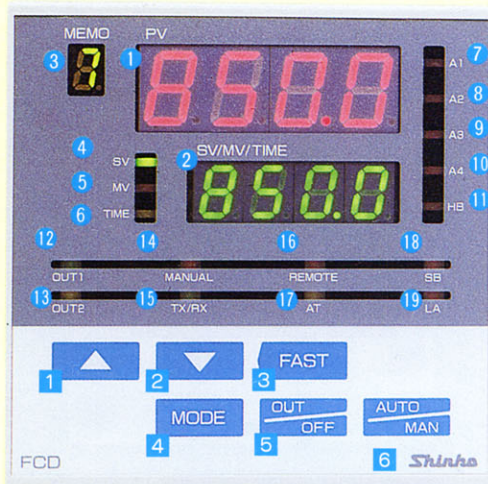 MEMO PV
3 7 1 850.0
7 A1
8 A2
9 A3
10 A4
11 HB
2 SV/MV/TIME
850.0
4 SV
5 MV
6 TIME
12 14 16 18
OUT1 MANUAL REMOTE SB
13 15 17 19
OUT2 TX/RX AT LA
1 2 3 FAST
4 MODE 5 OUT OFF 6 AUTO MAN
FCD Shinko